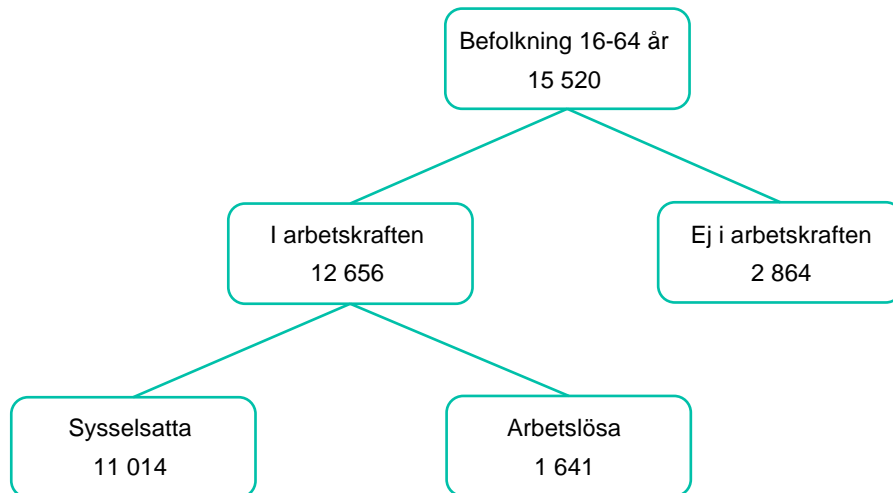 Befolkning 16-64 år
15 520
I arbetskraften
12 656
Ej i arbetskraften
2 864
Sysselsatta
11 014
Arbetslösa
1 641